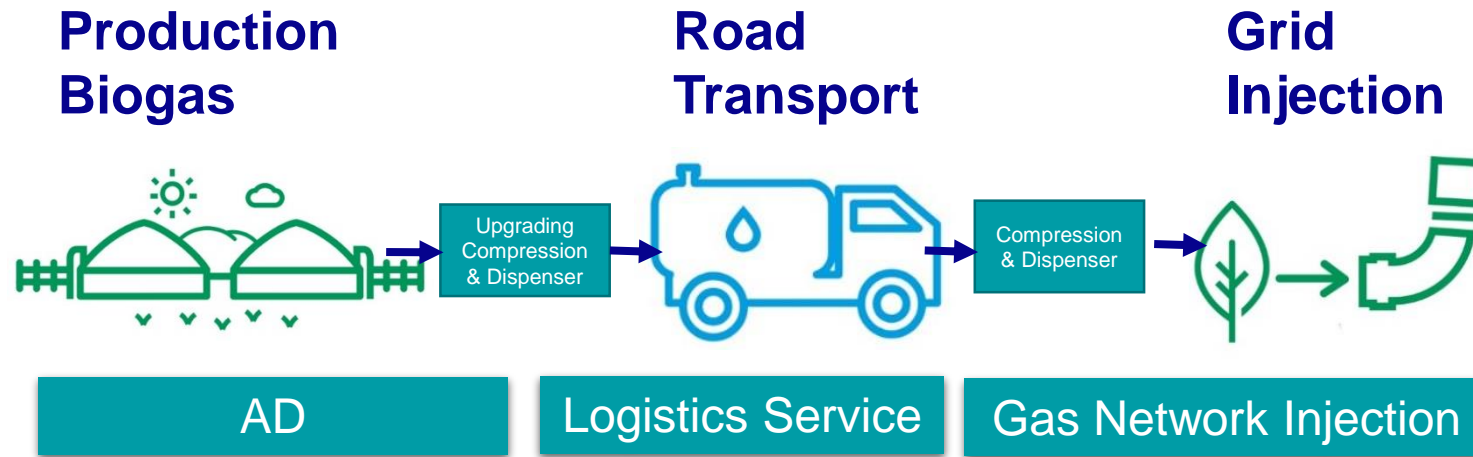 Production
Biogas
Road
Transport
Grid
Injection
Upgrading
Compression
& Dispenser
Compression
& Dispenser
AD
Logistics Service
Gas Network Injection